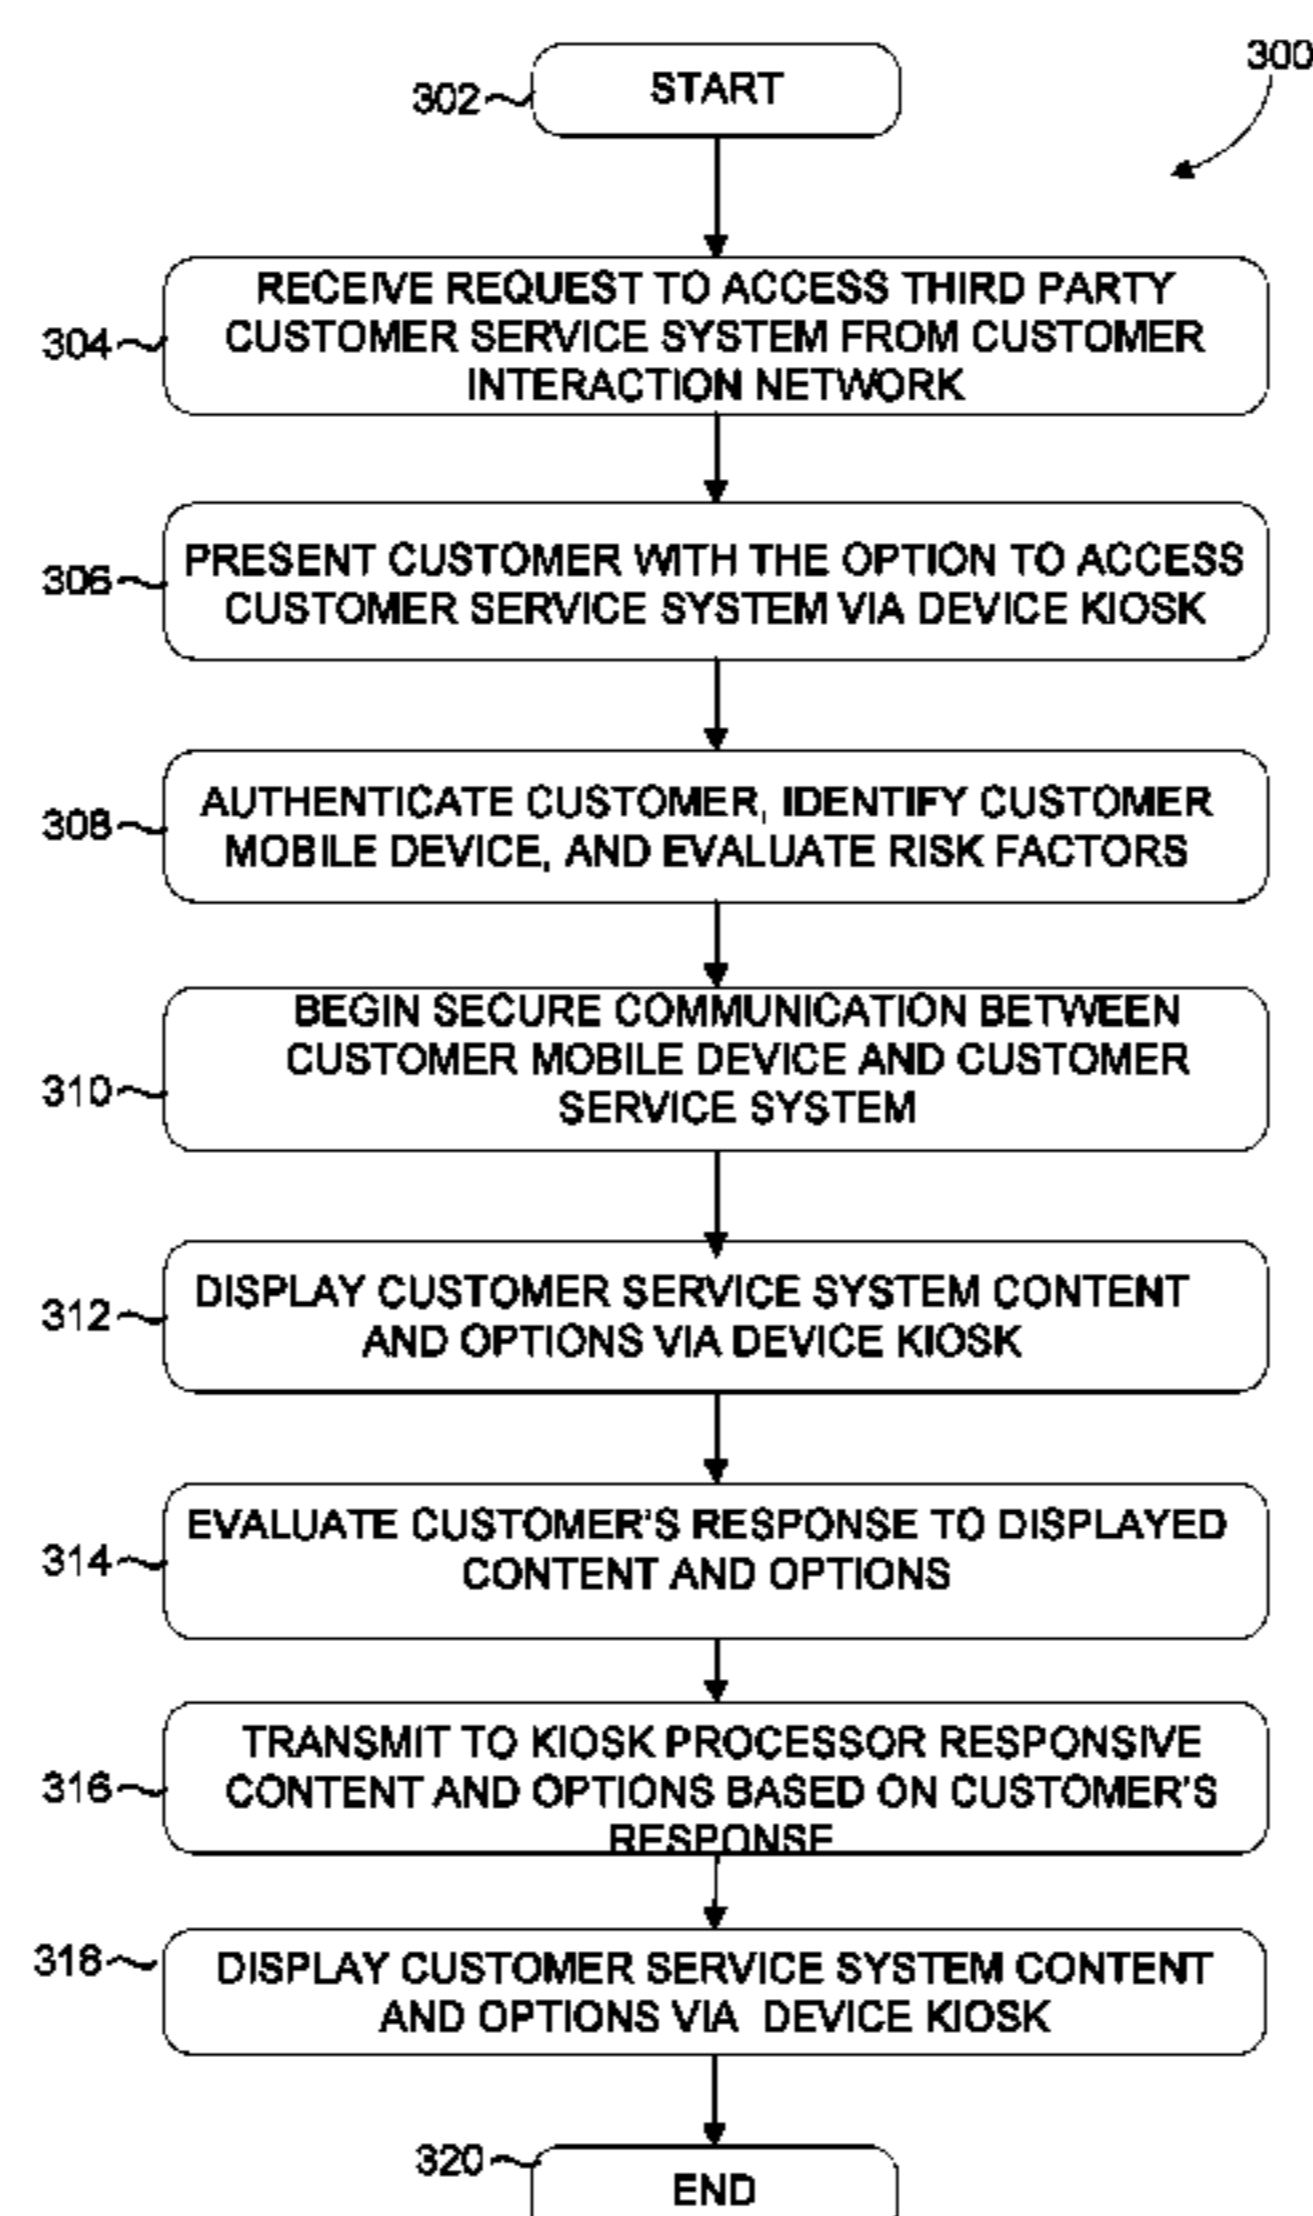 300
302
START
304
RECEIVE REQUEST TO ACCESS THIRD PARTY
CUSTOMER SERVICE SYSTEM FROM CUSTOMER
INTERACTION NETWORK
306
PRESENT CUSTOMER WITH THE OPTION TO ACCESS
CUSTOMER SERVICE SYSTEM VIA DEVICE KIOSK
308
AUTHENTICATE CUSTOMER, IDENTIFY CUSTOMER
MOBILE DEVICE, AND EVALUATE RISK FACTORS
310
BEGIN SECURE COMMUNICATION BETWEEN
CUSTOMER MOBILE DEVICE AND CUSTOMER
SERVICE SYSTEM
312
DISPLAY CUSTOMER SERVICE SYSTEM CONTENT
AND OPTIONS VIA DEVICE KIOSK
314
EVALUATE CUSTOMER'S RESPONSE TO DISPLAYED
CONTENT AND OPTIONS
316
TRANSMIT TO KIOSK PROCESSOR RESPONSIVE
CONTENT AND OPTIONS BASED ON CUSTOMER'S
RESPONSE
318
DISPLAY CUSTOMER SERVICE SYSTEM CONTENT
AND OPTIONS VIA DEVICE KIOSK
320
END